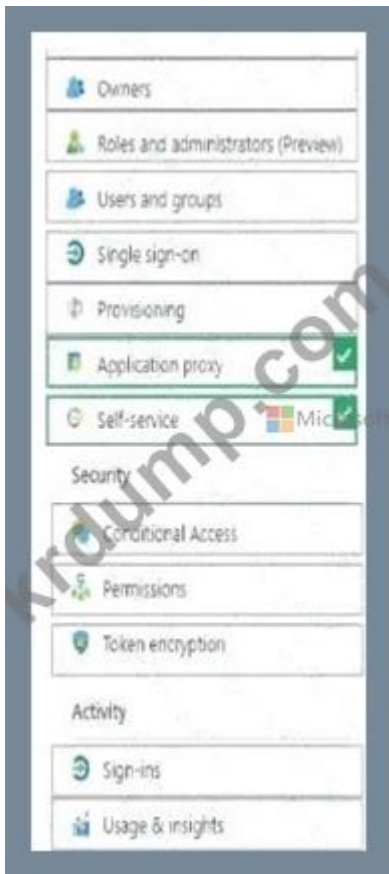 Owners
Roles and administrators (Preview)
Users and groups
Single sign-on
Provisioning
Application proxy
Self-service
Microsoft
Security
Conditional Access
Permissions
Token encryption
Activity
Sign-ins
Usage & insights
krdump.com